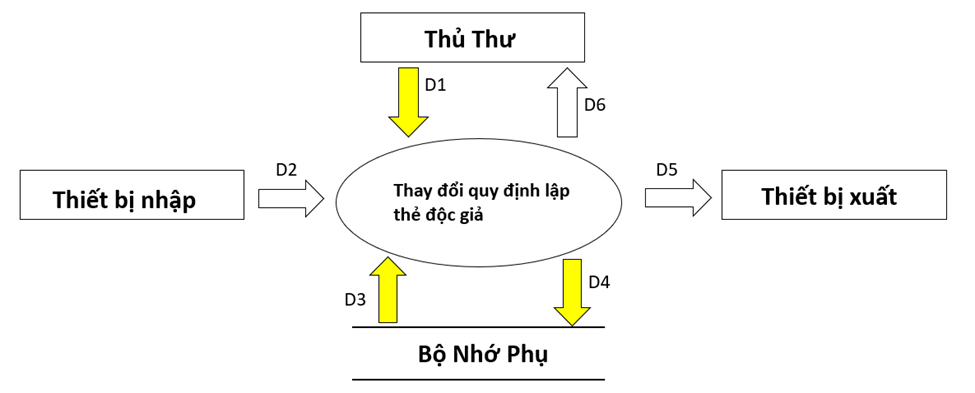 Thủ Thư
D1
D6
D2
D5
Thiết bị nhập
Thay đổi quy định lập
thẻ độc giả
Thiết bị xuất
D3
D4
Bộ Nhớ Phụ